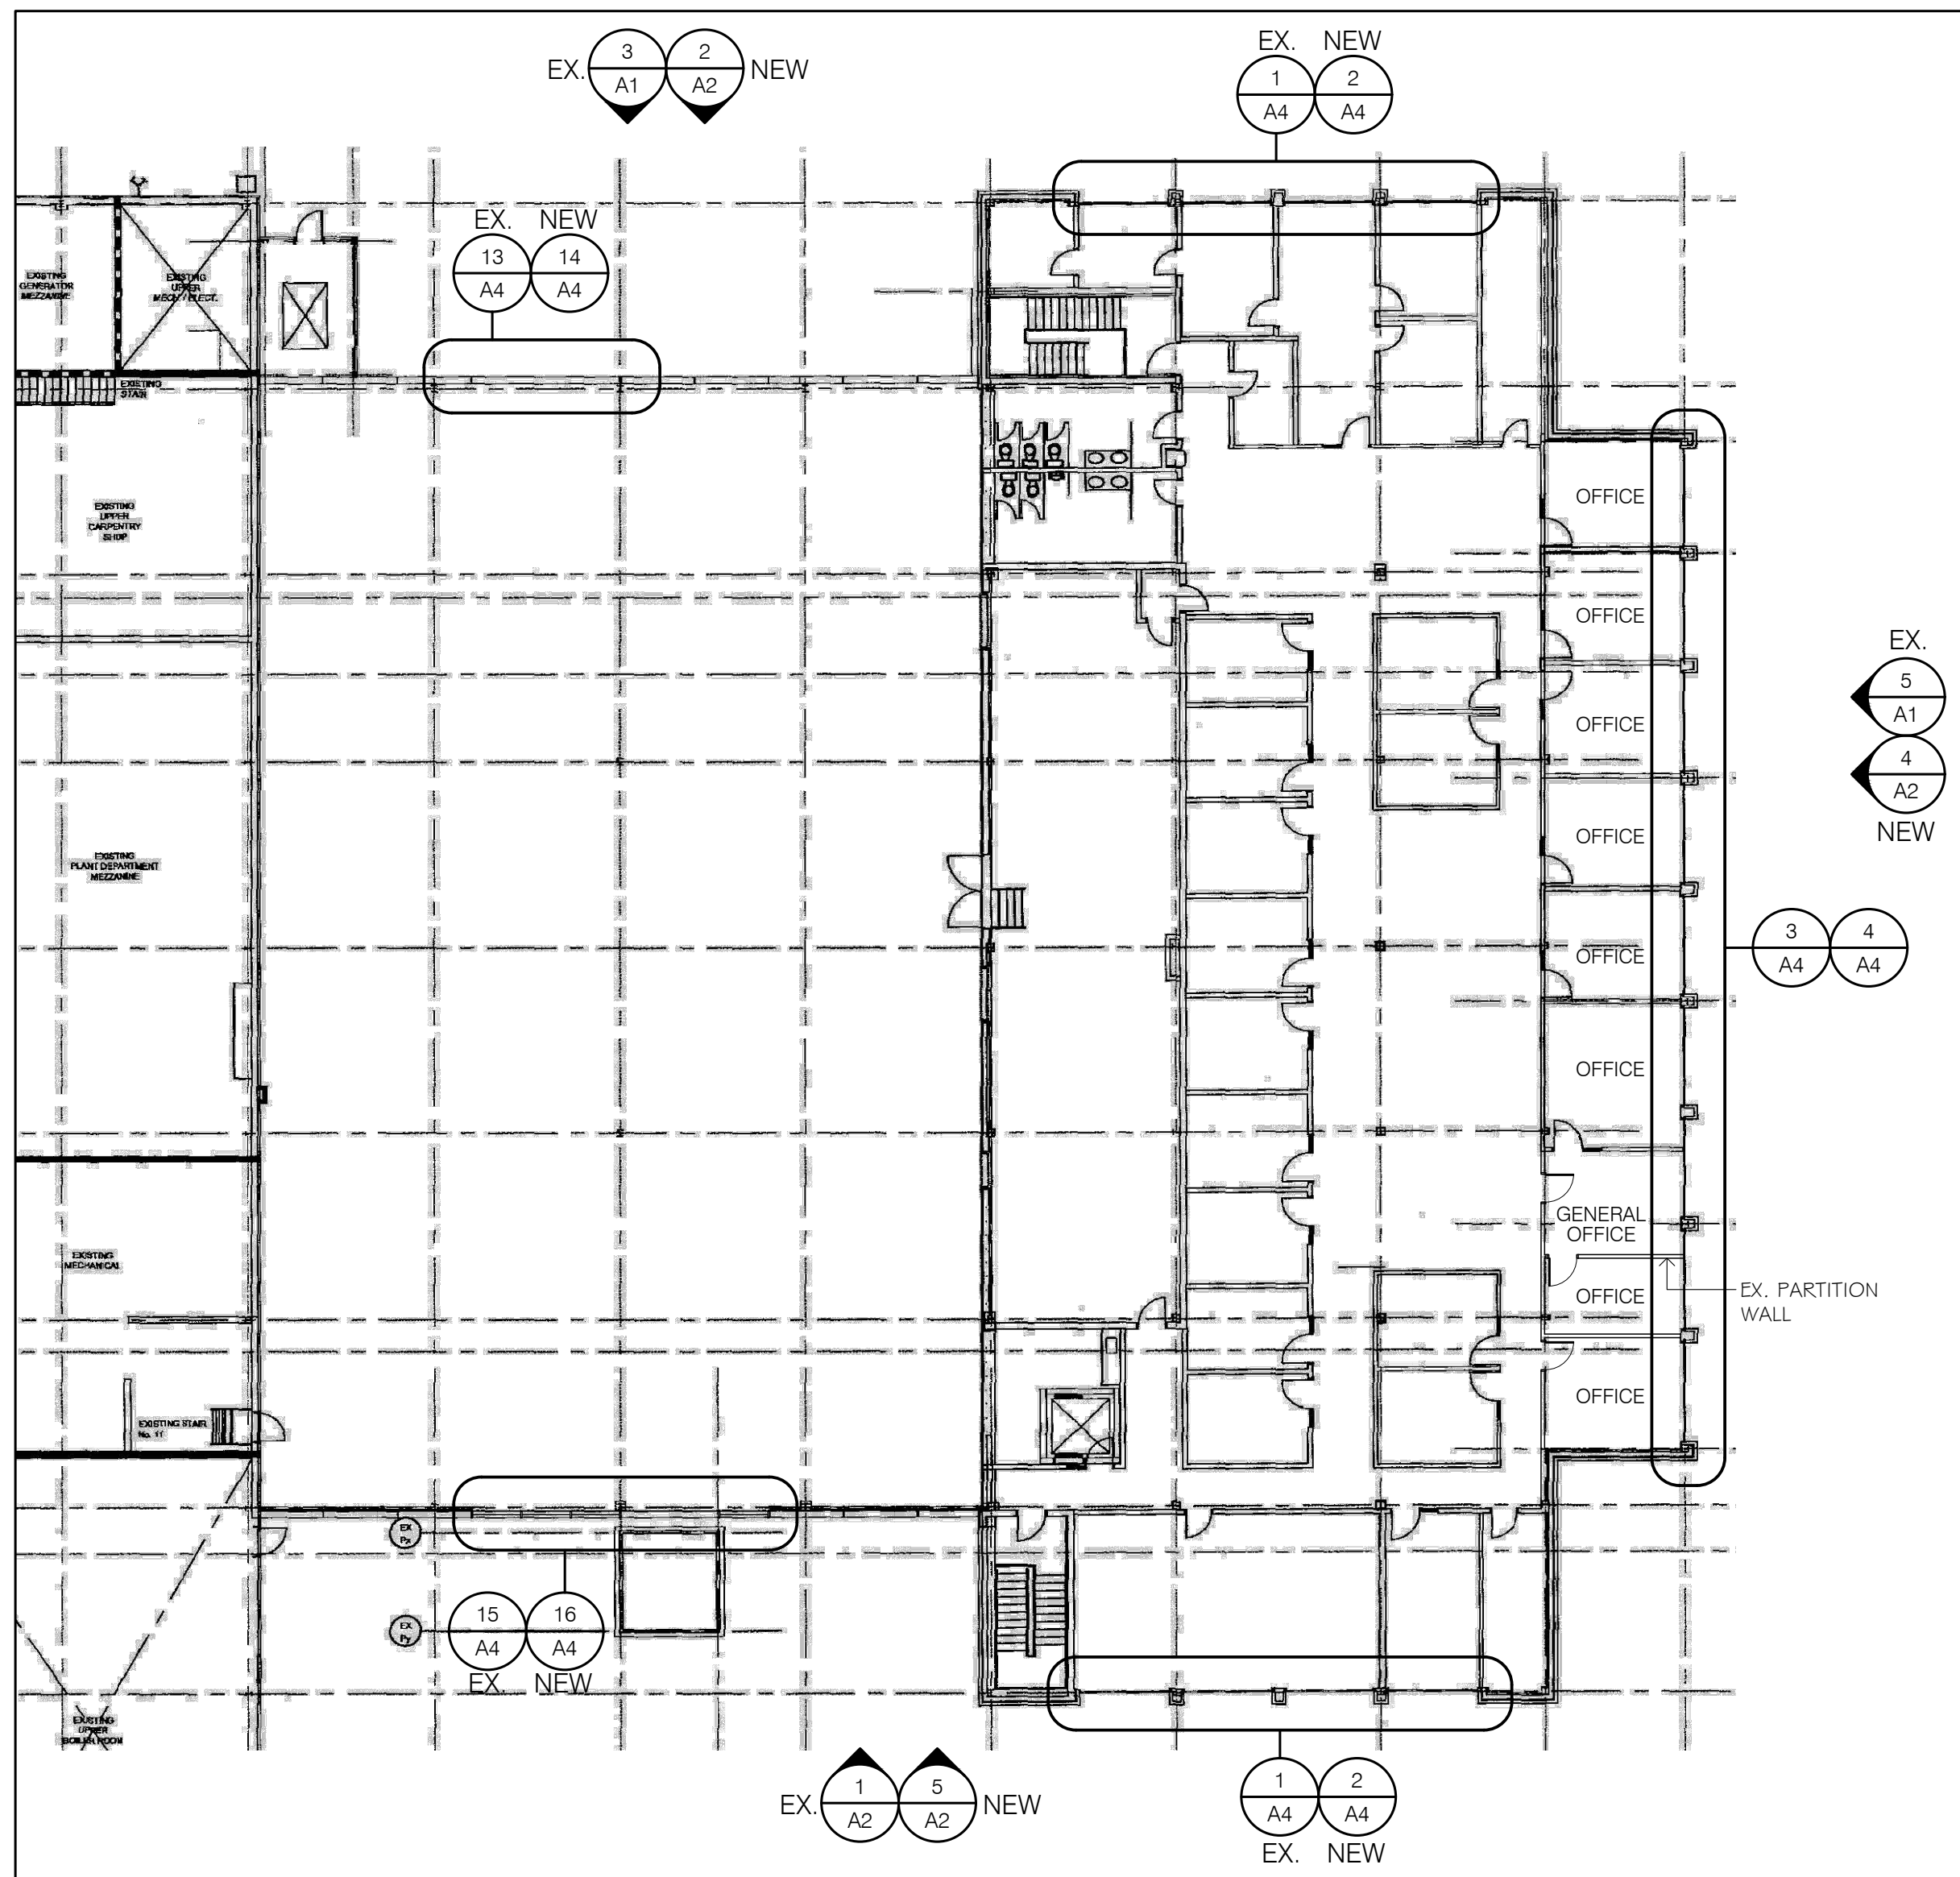 EX.
3
A1
2
A2
NEW
EX. NEW
1
A4
2
A4
EX. NEW
13
A4
14
A4
EXISTING
GENERATOR
MEZZANINE
EXISTING
UPPER
MECH. / ELECT.
EXISTING
STAIR
EXISTING
UPPER
CARPENTRY
SHOP
OFFICE
OFFICE
OFFICE
OFFICE
OFFICE
OFFICE
GENERAL
OFFICE
OFFICE
OFFICE
EX.
5
A1
4
A2
NEW
3
A4
4
A4
EX. PARTITION
WALL
EXISTING
PLANT DEPARTMENT
MEZZANINE
EXISTING
MECHANICAL
EXISTING STAIR
No. 11
EX
Px
EX
Py
15
A4
16
A4
EX. NEW
EXISTING
UPPER
BOILER ROOM
EX.
1
A2
5
A2
NEW
1
A4
2
A4
EX. NEW